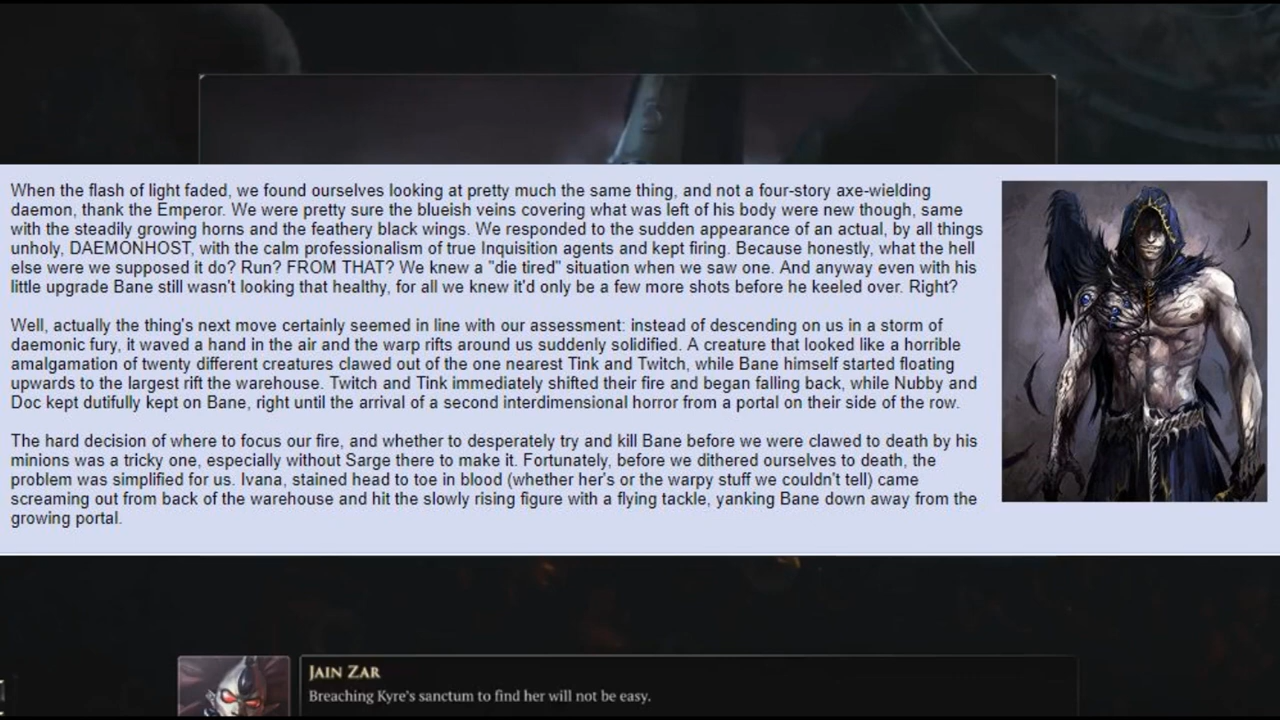 When the flash of light faded, we found ourselves looking at pretty much the same thing, and not a four-story axe-wielding
daemon, thank the Emperor. We were pretty sure the blueish veins covering what was left of his body were new though, same
with the steadily growing horns and the feathery black wings. We responded to the sudden appearance of an actual, by all things
unholy, DAEMONHOST, with the calm professionalism of true Inquisition agents and kept firing. Because honestly, what the hell
else were we supposed it do? Run? FROM THAT? We knew a "die tired" situation when we saw one. And anyway even with his
little upgrade Bane still wasn't looking that healthy, for all we knew it'd only be a few more shots before he keeled over. Right?
Well, actually the thing's next move certainly seemed in line with our assessment: instead of descending on us in a storm of
daemonic fury, it waved a hand in the air and the warp rifts around us suddenly solidified. A creature that looked like a horrible
amalgamation of twenty different creatures clawed out of the one nearest Tink and Twitch, while Bane himself started floating
upwards to the largest rift the warehouse. Twitch and Tink immediately shifted their fire and began falling back, while Nubby and
Doc kept dutifully kept on Bane, right until the arrival of a second interdimensional horror from a portal on their side of the row.
The hard decision of where to focus our fire, and whether to desperately try and kill Bane before we were clawed to death by his
minions was a tricky one, especially without Sarge there to make it. Fortunately, before we dithered ourselves to death, the
problem was simplified for us. Ivana, stained head to toe in blood (whether her's or the warpy stuff we couldn't tell) came
screaming out from back of the warehouse and hit the slowly rising figure with a flying tackle, yanking Bane down away from the
growing portal.
JAIN ZAR
Breaching Kyre's sanctum to find her will not be easy.